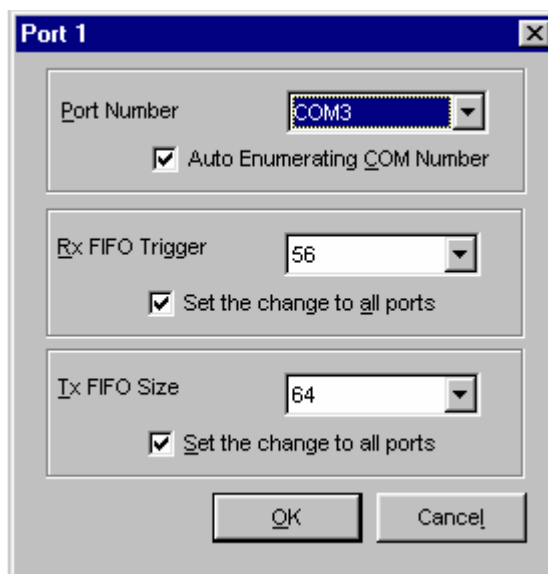 Port 1
Port Number COM3
Auto Enumerating COM Number
Rx FIFO Trigger 56
Set the change to all ports
Tx FIFO Size 64
Set the change to all ports
OK Cancel